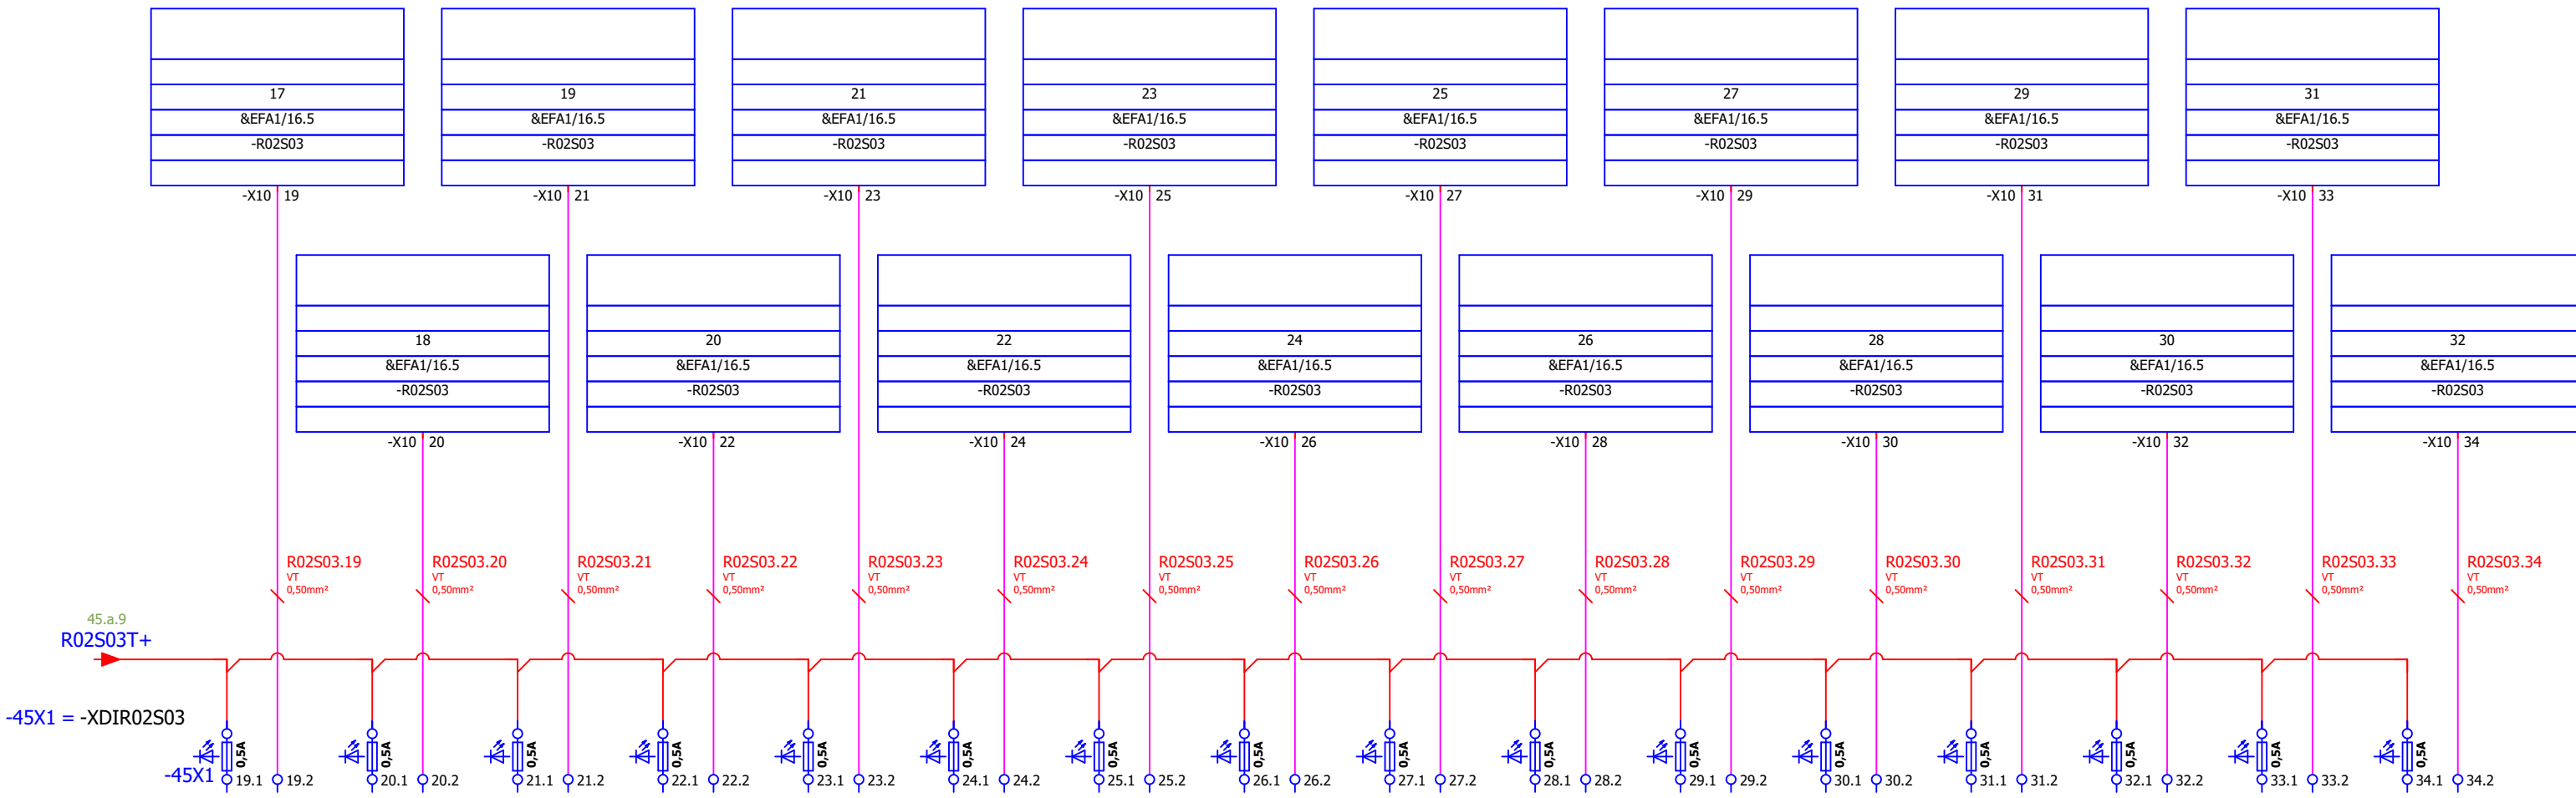 17 19 21 23 25 27 29 31
&EFA1/16.5 &EFA1/16.5 &EFA1/16.5 &EFA1/16.5 &EFA1/16.5 &EFA1/16.5 &EFA1/16.5 &EFA1/16.5
-R02S03 -R02S03 -R02S03 -R02S03 -R02S03 -R02S03 -R02S03 -R02S03
-X10 19 -X10 21 -X10 23 -X10 25 -X10 27 -X10 29 -X10 31 -X10 33
18 20 22 24 26 28 30 32
&EFA1/16.5 &EFA1/16.5 &EFA1/16.5 &EFA1/16.5 &EFA1/16.5 &EFA1/16.5 &EFA1/16.5 &EFA1/16.5
-R02S03 -R02S03 -R02S03 -R02S03 -R02S03 -R02S03 -R02S03 -R02S03
-X10 20 -X10 22 -X10 24 -X10 26 -X10 28 -X10 30 -X10 32 -X10 34
R02S03.19 R02S03.20 R02S03.21 R02S03.22 R02S03.23 R02S03.24 R02S03.25 R02S03.26 R02S03.27 R02S03.28 R02S03.29 R02S03.30 R02S03.31 R02S03.32 R02S03.33 R02S03.34
VT VT VT VT VT VT VT VT VT VT VT VT VT VT VT VT
0,50mm² 0,50mm² 0,50mm² 0,50mm² 0,50mm² 0,50mm² 0,50mm² 0,50mm² 0,50mm² 0,50mm² 0,50mm² 0,50mm² 0,50mm² 0,50mm² 0,50mm² 0,50mm²
45.a.9
R02S03T+
-45X1 = -XDIR02S03
0,5A 0,5A 0,5A 0,5A 0,5A 0,5A 0,5A 0,5A 0,5A 0,5A 0,5A 0,5A 0,5A 0,5A 0,5A 0,5A
-45X1 19.1 19.2 20.1 20.2 21.1 21.2 22.1 22.2 23.1 23.2 24.1 24.2 25.1 25.2 26.1 26.2 27.1 27.2 28.1 28.2 29.1 29.2 30.1 30.2 31.1 31.2 32.1 32.2 33.1 33.2 34.1 34.2